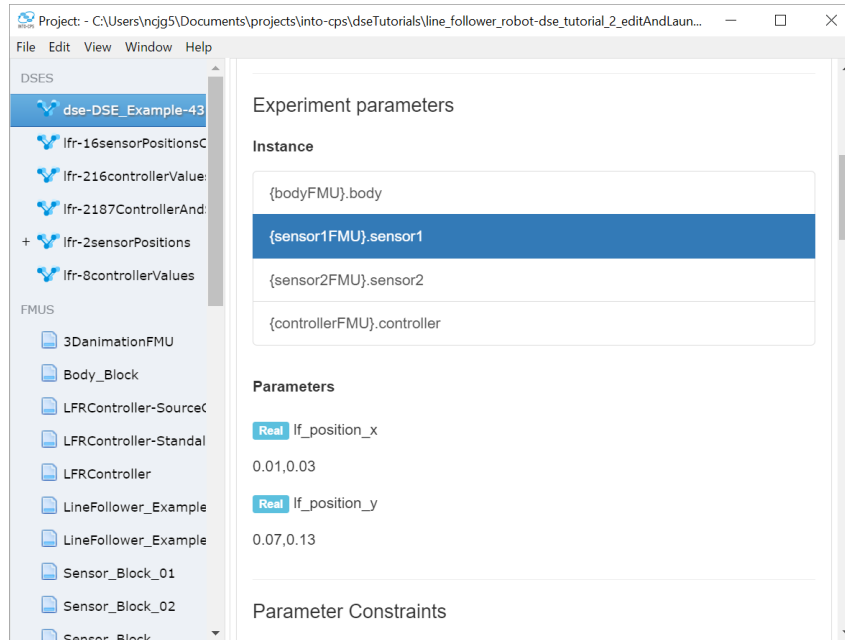 Project: - C:\Users\ncjg5\Documents\projects\into-cps\dseTutorials\line_follower_robot-dse_tutorial_2_editAndLaun...
File Edit View Window Help
DSES
dse-DSE_Example-43
lfr-16sensorPositionsC
lfr-216controllerValue
lfr-2187ControllerAnd
+ lfr-2sensorPositions
lfr-8controllerValues
FMUS
3DanimationFMU
Body_Block
LFRController-Source
LFRController-Standal
LFRController
LineFollower_Example
LineFollower_Example
Sensor_Block_01
Sensor_Block_02
Sensor_Block
Experiment parameters
Instance
{bodyFMU}.body
{sensor1FMU}.sensor1
{sensor2FMU}.sensor2
{controllerFMU}.controller
Parameters
Real lf_position_x
0.01,0.03
Real lf_position_y
0.07,0.13
Parameter Constraints